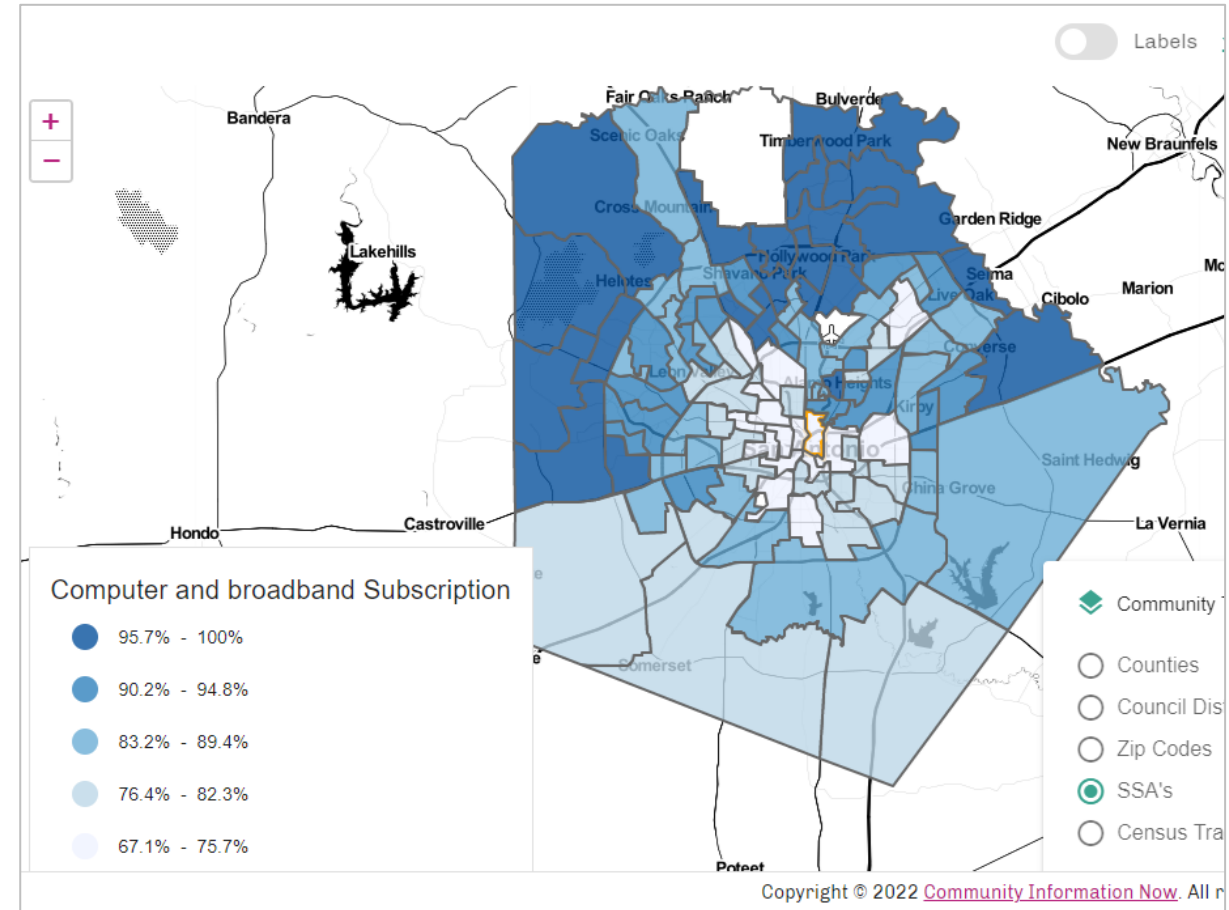 Labels
Fair Oaks Ranch
Bulverde
Bandera
Scenic Oaks
Timberwood Park
New Braunfels
Cross Mountain
Garden Ridge
Lakehills
Hollywood Park
Helotes
Shavano Park
Selma
Mc
Marion
Live Oak
Cibolo
Converse
Leon Valley
Alamo Heights
Kirby
San Antonio
Saint Hedwig
China Grove
Castroville
La Vernia
Hondo
Somerset
Poteet
Computer and broadband Subscription
95.7% - 100%
90.2% - 94.8%
83.2% - 89.4%
76.4% - 82.3%
67.1% - 75.7%
Community
Counties
Council Dis
Zip Codes
SSA's
Census Tra
Copyright © 2022 Community Information Now. All r